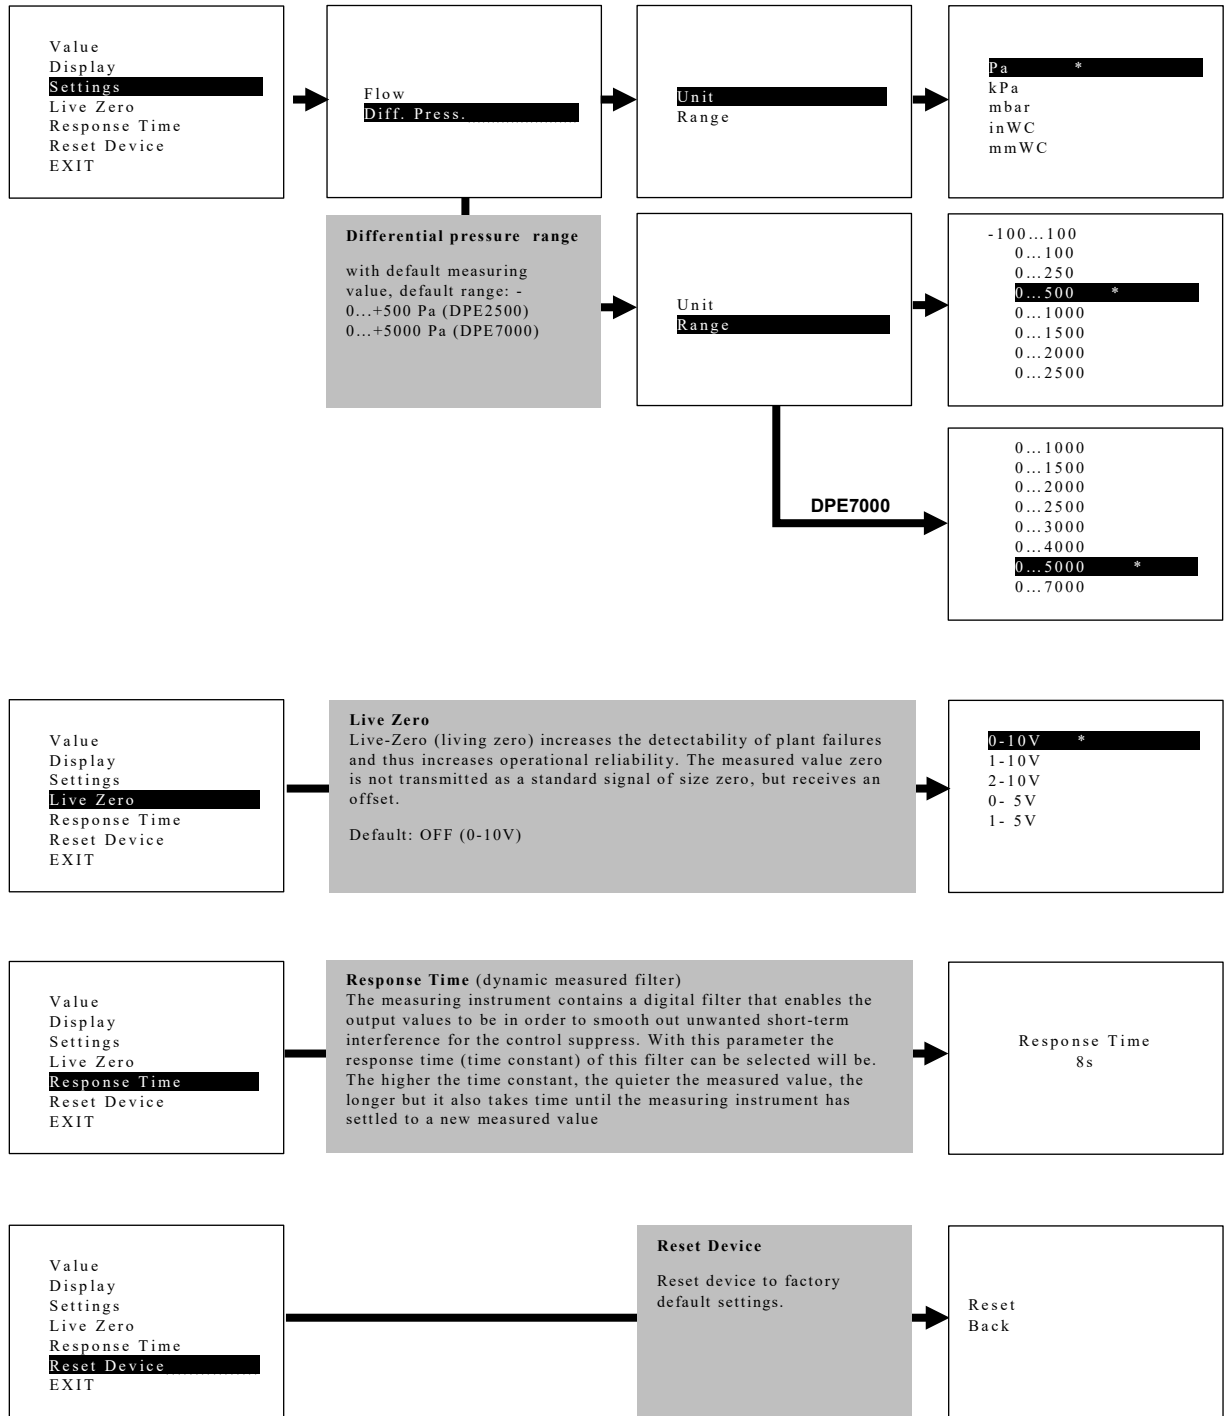 Value
Display
Settings
Live Zero
Response Time
Reset Device
EXIT
Flow
Diff. Press.
Unit
Range
Pa *
kPa
mbar
inWC
mmWC
Differential pressure range
with default measuring
value, default range: -
0...+500 Pa (DPE2500)
0...+5000 Pa (DPE7000)
Unit
Range
-100...100
0...100
0...250
0...500 *
0...1000
0...1500
0...2000
0...2500
DPE7000
0...1000
0...1500
0...2000
0...2500
0...3000
0...4000
0...5000 *
0...7000
Value
Display
Settings
Live Zero
Response Time
Reset Device
EXIT
Live Zero
Live-Zero (living zero) increases the detectability of plant failures
and thus increases operational reliability. The measured value zero
is not transmitted as a standard signal of size zero, but receives an
offset.
Default: OFF (0-10V)
0-10V *
1-10V
2-10V
0- 5V
1- 5V
Value
Display
Settings
Live Zero
Response Time
Reset Device
EXIT
Response Time (dynamic measured filter)
The measuring instrument contains a digital filter that enables the
output values to be in order to smooth out unwanted short-term
interference for the control suppress. With this parameter the
response time (time constant) of this filter can be selected will be.
The higher the time constant, the quieter the measured value, the
longer but it also takes time until the measuring instrument has
settled to a new measured value
Response Time
8s
Value
Display
Settings
Live Zero
Response Time
Reset Device
EXIT
Reset Device
Reset device to factory
default settings.
Reset
Back